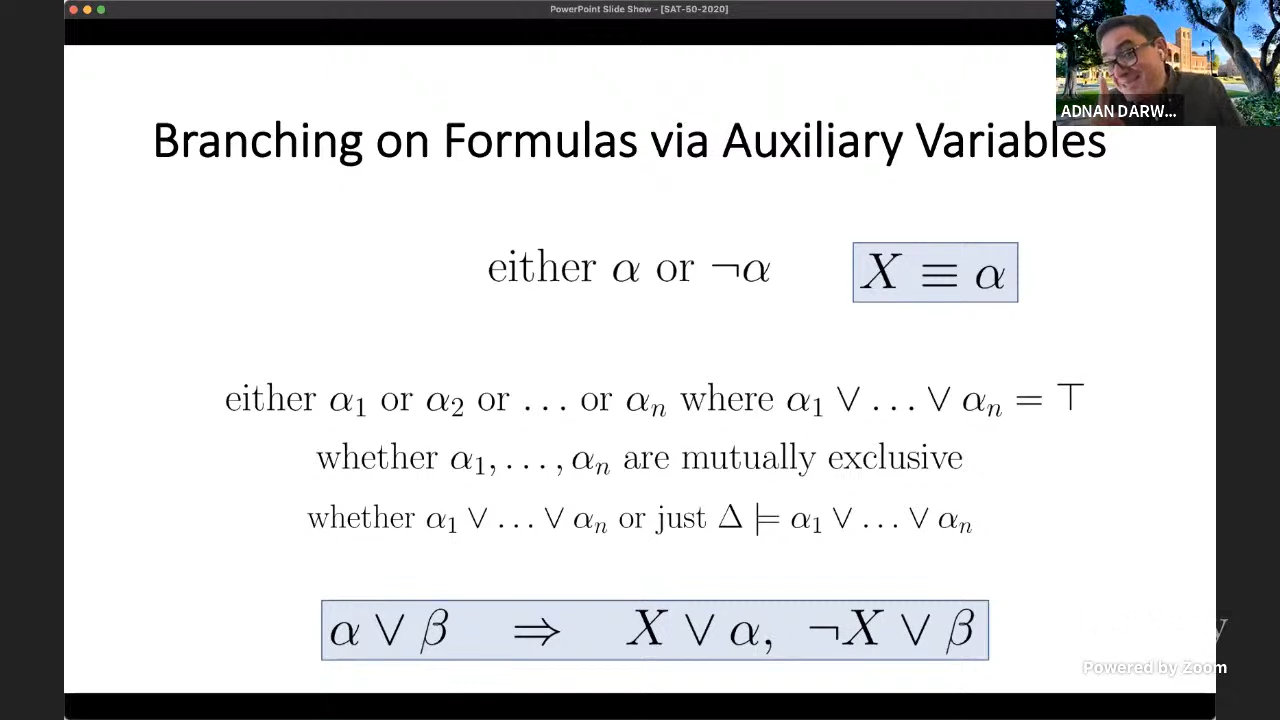 PowerPoint Slide Show - [SAT-50-2020]
ADNAN DARW...
Branching on Formulas via Auxiliary Variables
either α or ¬α
X ≡ α
either α₁ or α₂ or … or αₙ where α₁ ∨ … ∨ αₙ = ⊤
whether α₁, …, αₙ are mutually exclusive
whether α₁ ∨ … ∨ αₙ or just Δ ⊨ α₁ ∨ … ∨ αₙ
α ∨ β ⇒ X ∨ α, ¬X ∨ β
Powered by Zoom